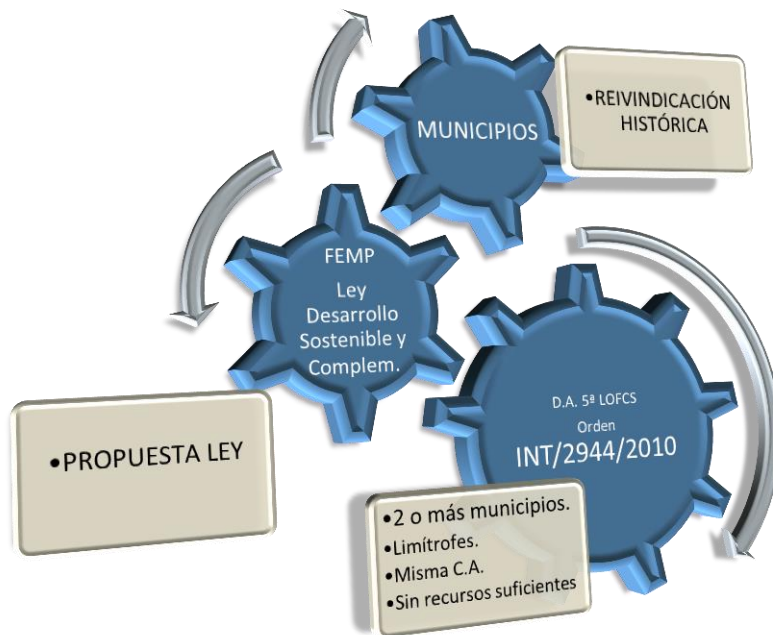 MUNICIPIOS
•REIVINDICACIÓN
HISTÓRICA
FEMP
Ley
Desarrollo
Sostenible y
Complem.
•PROPUESTA LEY
D.A. 5ª LOFCS
Orden
INT/2944/2010
•2 o más municipios.
•Limítrofes.
•Misma C.A.
•Sin recursos suficientes